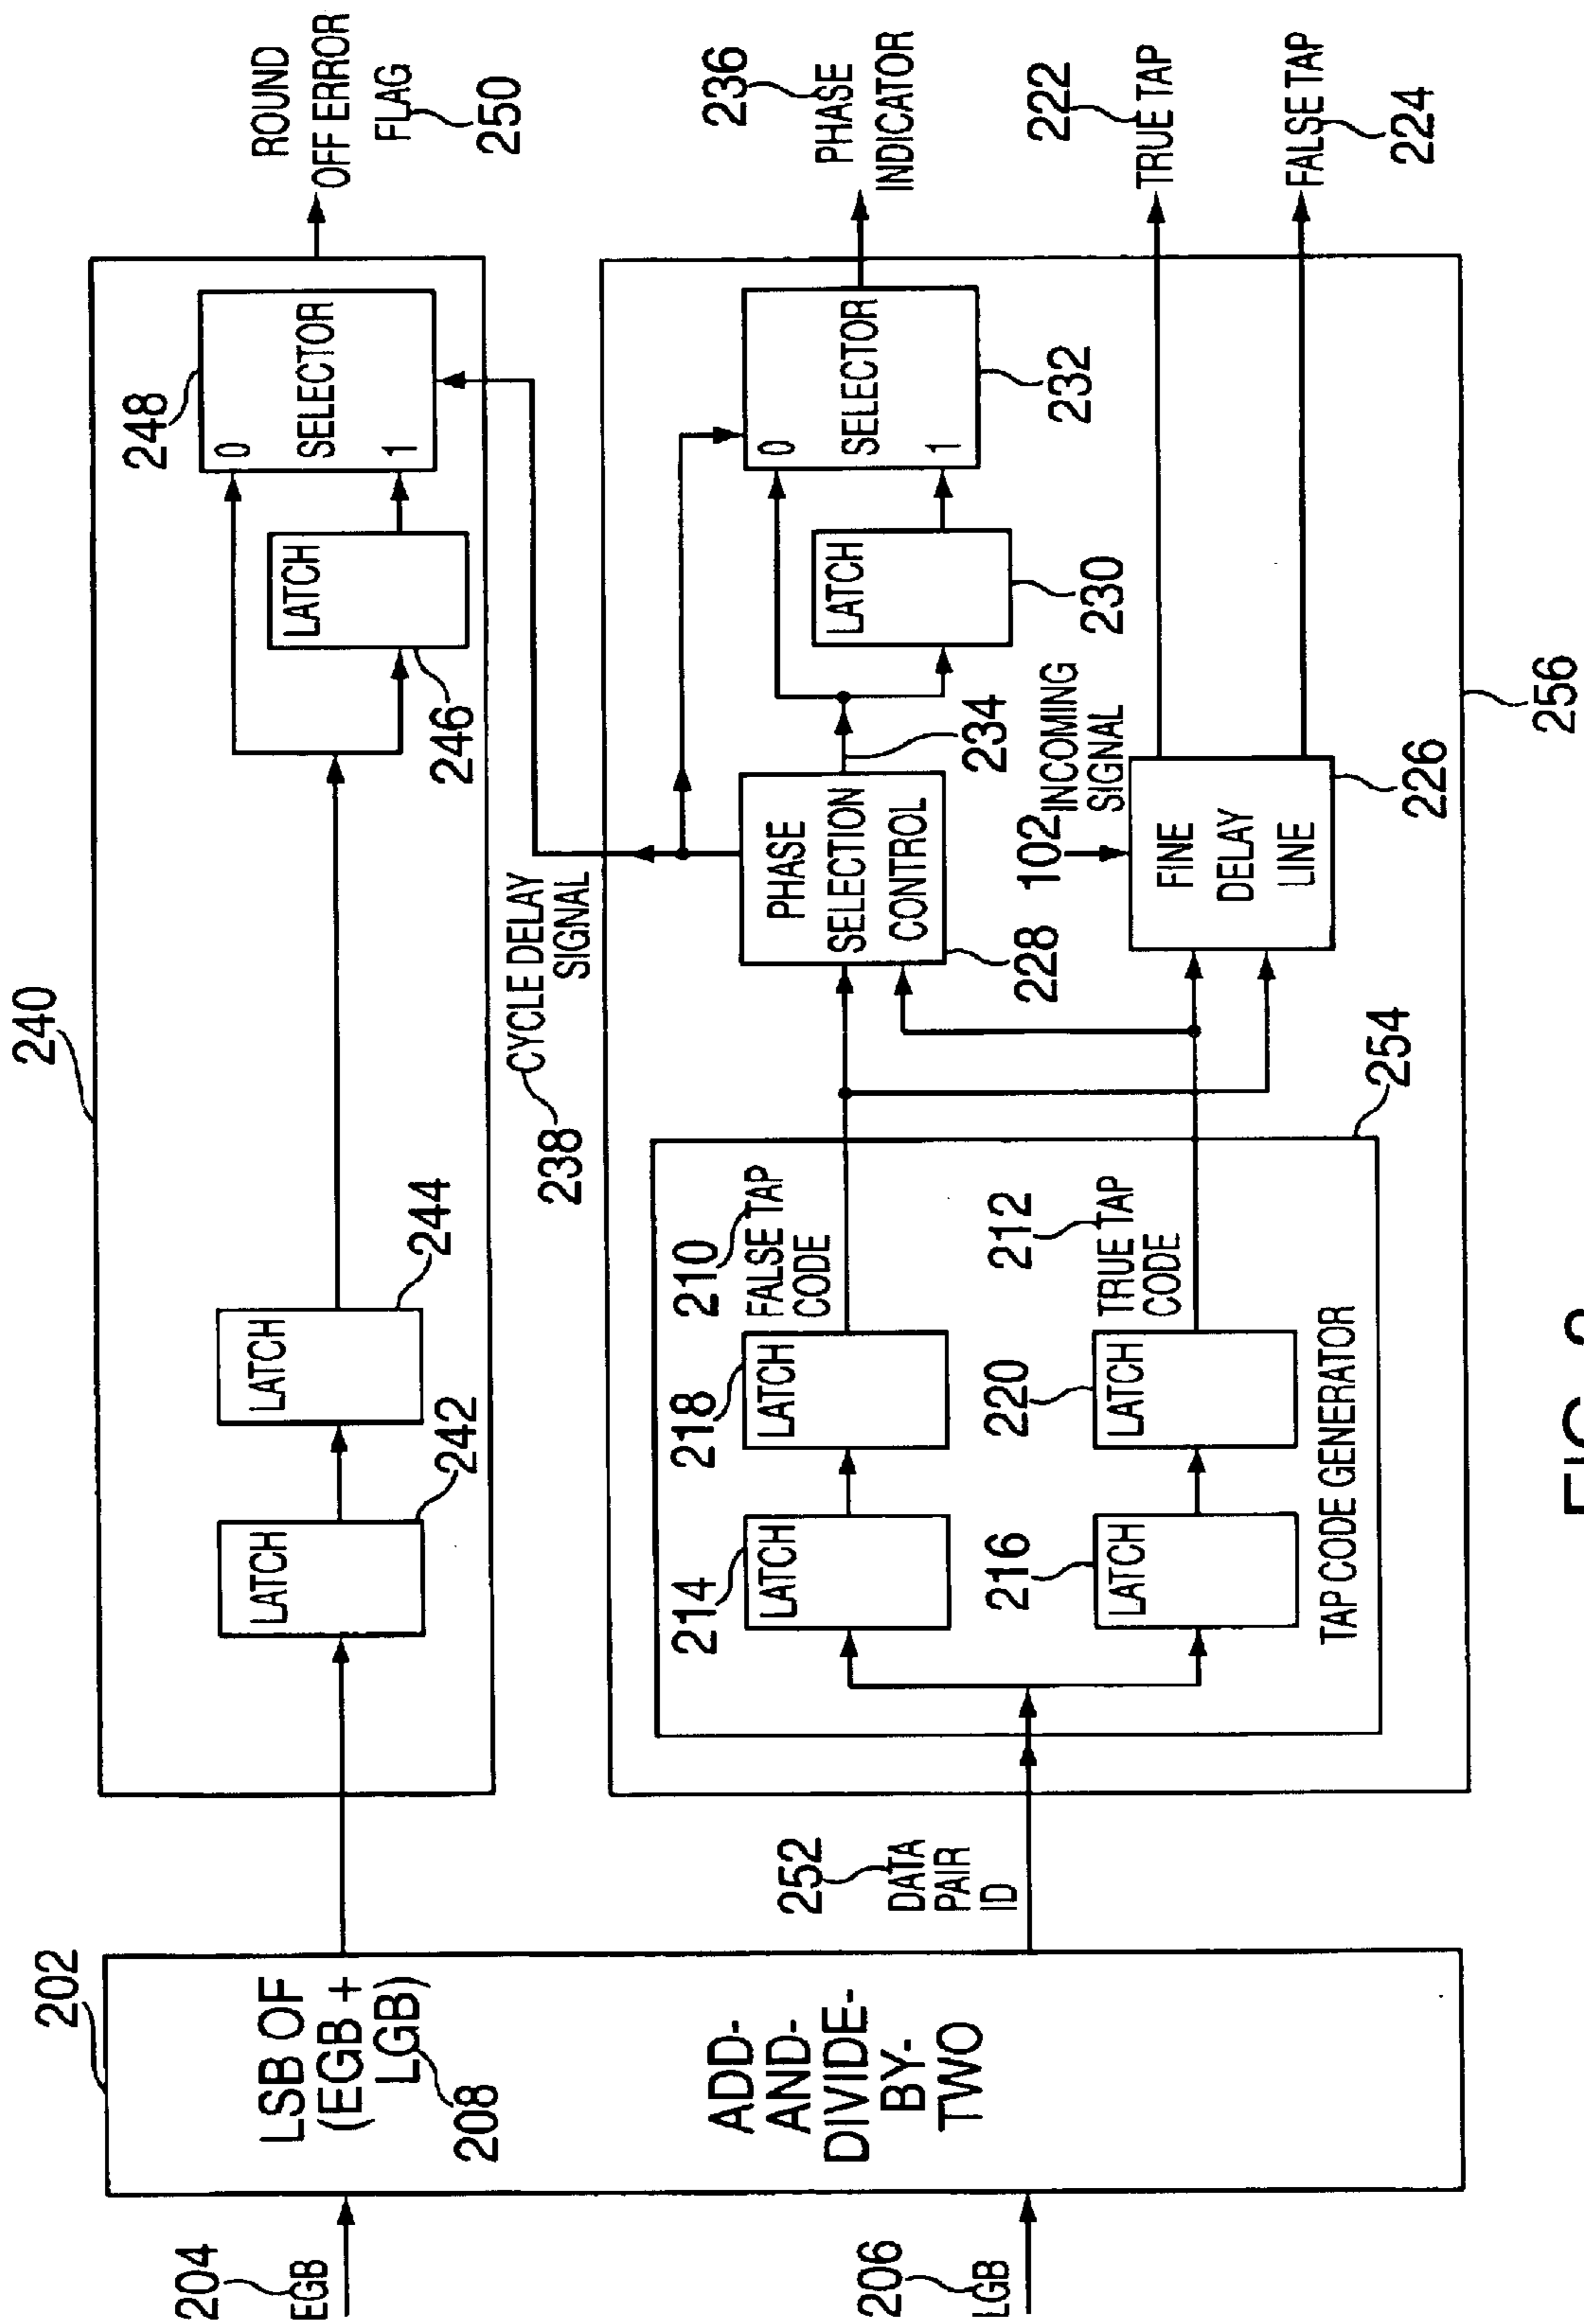 204
EGB
206
LGB
202
LSB OF
(EGB +
LGB)
208
ADD-
AND-
DIVIDE-
BY-
TWO
252
DATA
PAIR
ID
240
LATCH
242
LATCH
244
246
LATCH
248
0
SELECTOR
1
ROUND
OFF ERROR
FLAG
250
238
CYCLE DELAY
SIGNAL
214
LATCH
218
LATCH
210
FALSE TAP
CODE
216
LATCH
220
LATCH
212
TRUE TAP
CODE
TAP CODE GENERATOR
254
PHASE
SELECTION
CONTROL
228
234
LATCH
230
0
SELECTOR
1
232
236
PHASE
INDICATOR
102
INCOMING
SIGNAL
FINE
DELAY
LINE
226
222
TRUE TAP
FALSE TAP
224
256